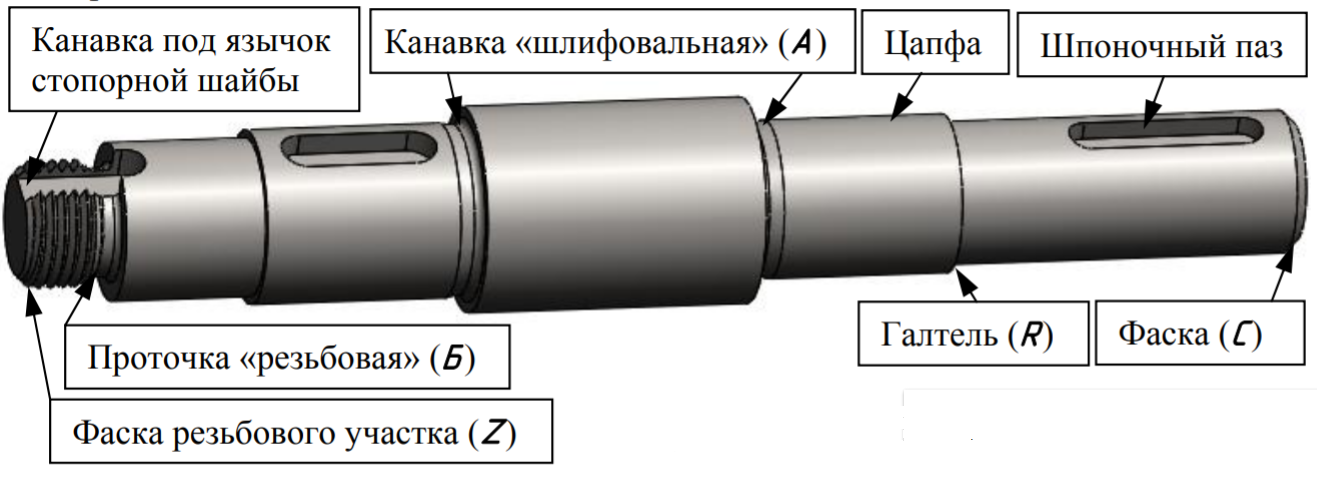 Канавка под язычок
стопорной шайбы
Канавка «шлифовальная» (А)
Цапфа
Шпоночный паз
Проточка «резьбовая» (Б)
Фаска резьбового участка (Z)
Галтель (R)
Фаска (C)